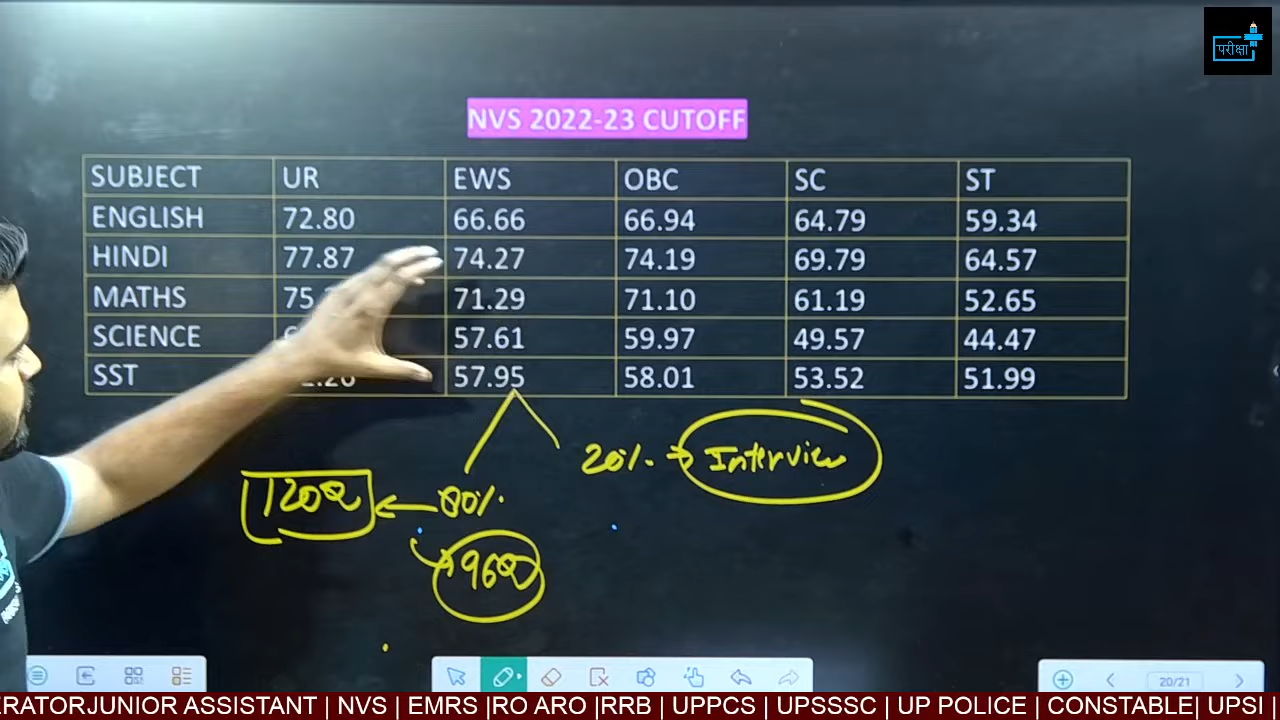 परीक्षा
NVS 2022-23 CUTOFF
SUBJECT UR EWS OBC SC ST
ENGLISH 72.80 66.66 66.94 64.79 59.34
HINDI 77.87 74.27 74.19 69.79 64.57
MATHS 71.29 71.10 61.19 52.65
SCIENCE 57.61 59.97 49.57 44.47
SST 57.95 58.01 53.52 51.99
20% → Interview
120Q ← 80%
96Q
20/21
JUNIOR ASSISTANT | NVS | EMRS |RO ARO |RRB | UPPCS | UPSSSC | UP POLICE | CONSTABLE| UPSI |